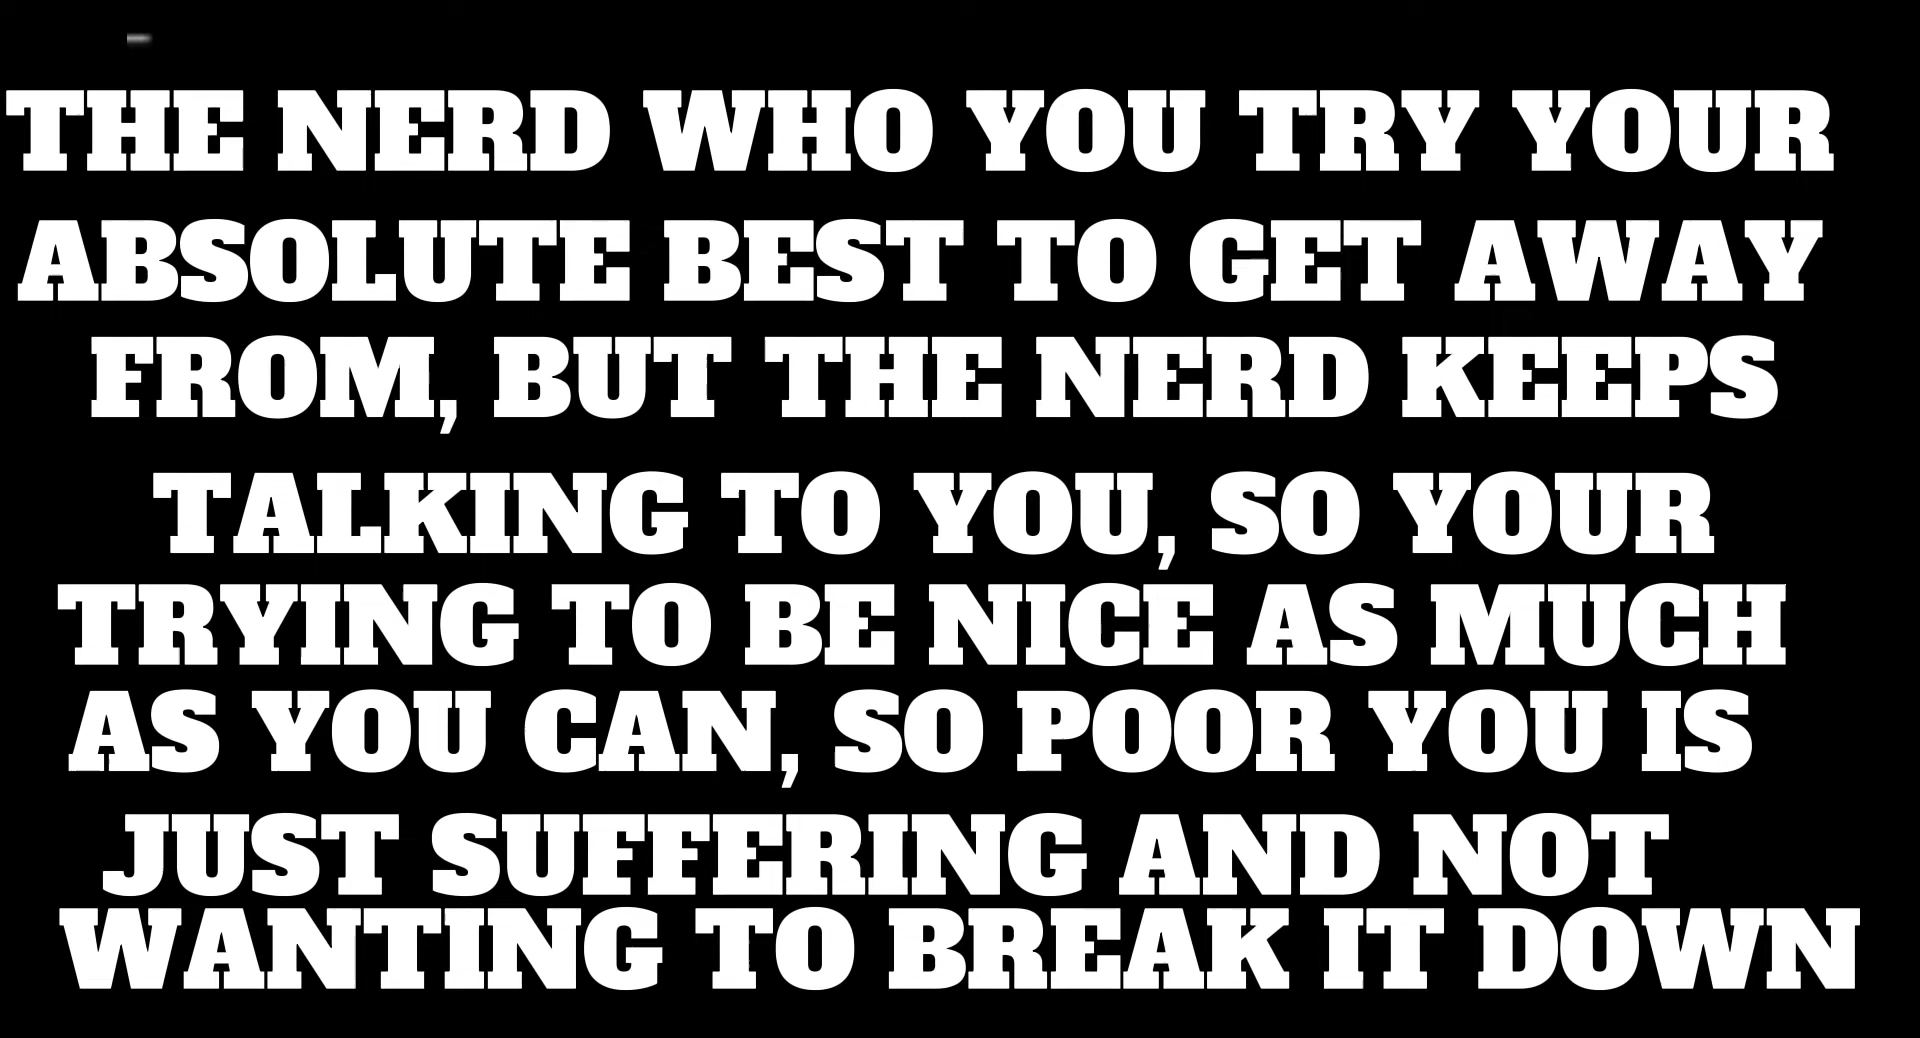 THE NERD WHO YOU TRY YOUR
ABSOLUTE BEST TO GET AWAY
FROM, BUT THE NERD KEEPS
TALKING TO YOU, SO YOUR
TRYING TO BE NICE AS MUCH
AS YOU CAN, SO POOR YOU IS
JUST SUFFERING AND NOT
WANTING TO BREAK IT DOWN